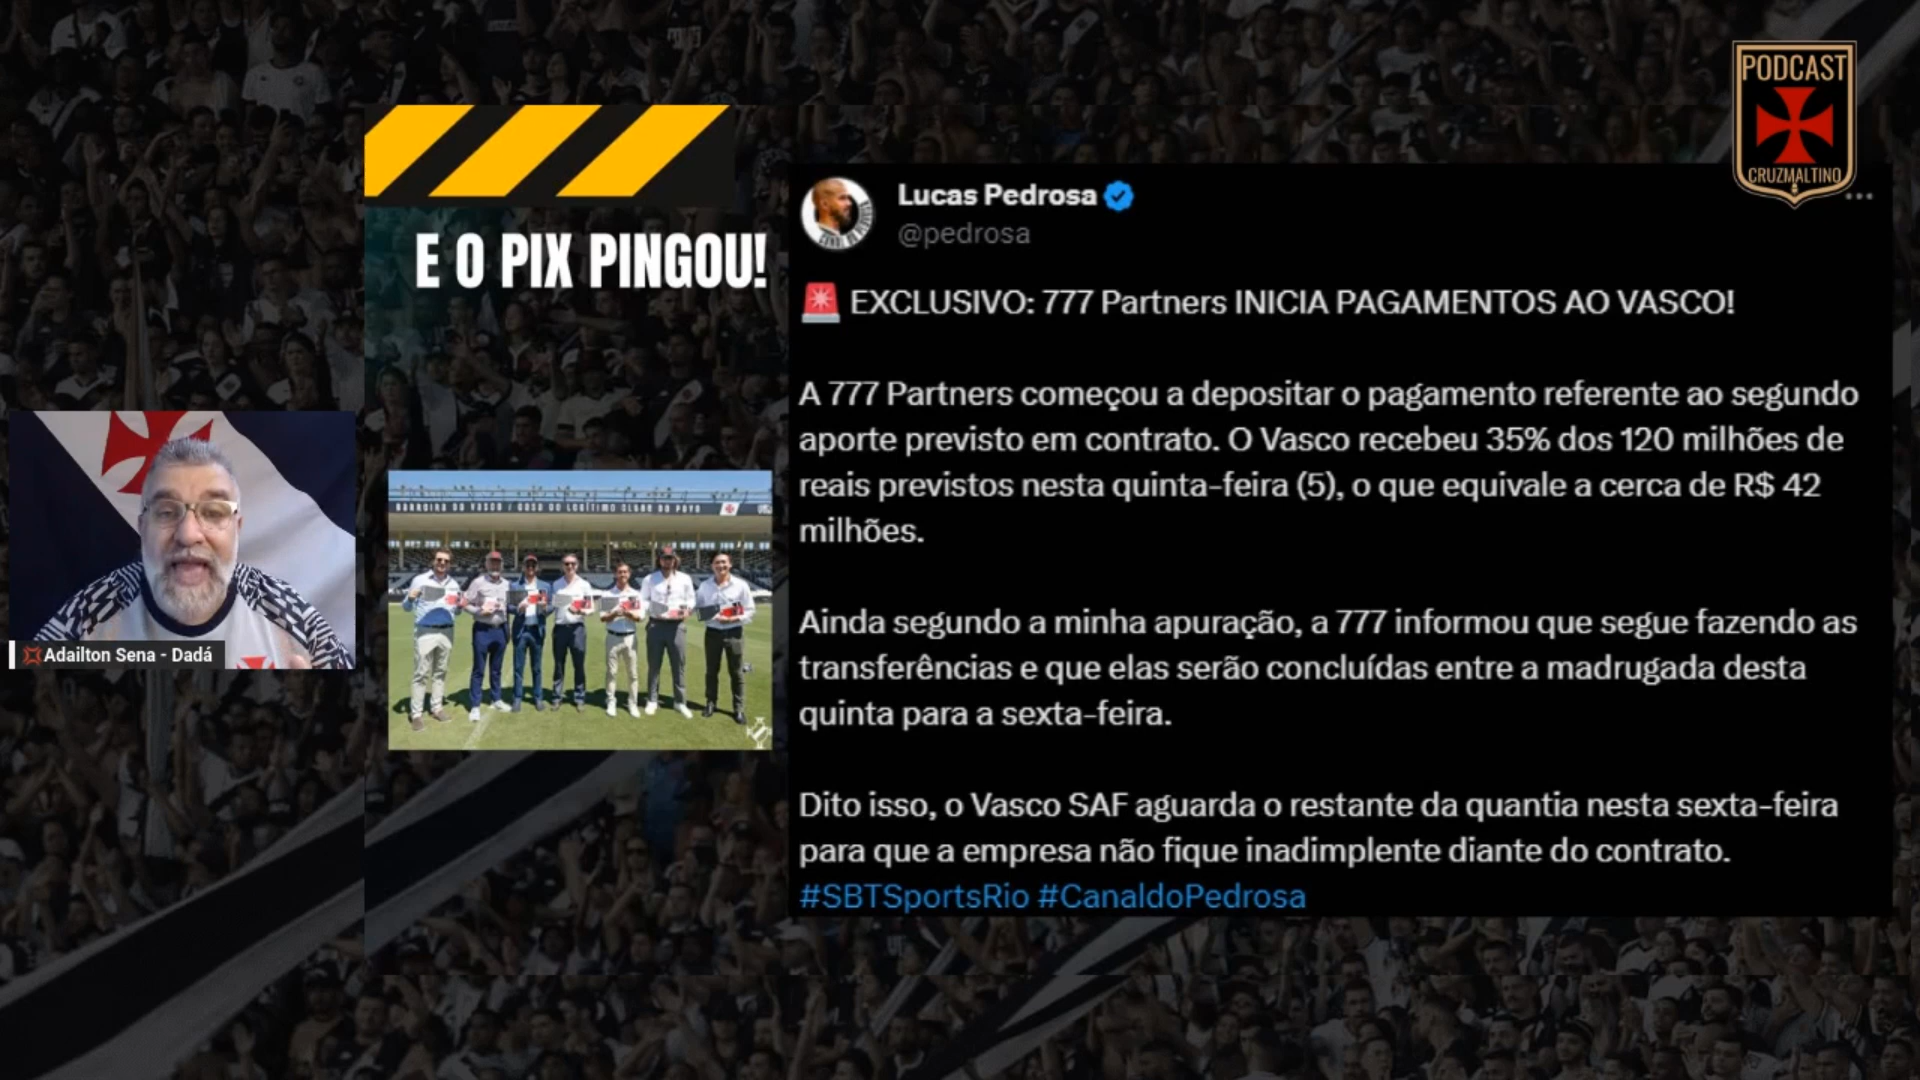 PODCAST
CRUZMALTINO
E O PIX PINGOU!
Lucas Pedrosa
@pedrosa
EXCLUSIVO: 777 Partners INICIA PAGAMENTOS AO VASCO!
A 777 Partners começou a depositar o pagamento referente ao segundo
aporte previsto em contrato. O Vasco recebeu 35% dos 120 milhões de
reais previstos nesta quinta-feira (5), o que equivale a cerca de R$ 42
milhões.
Ainda segundo a minha apuração, a 777 informou que segue fazendo as
transferências e que elas serão concluídas entre a madrugada desta
quinta para a sexta-feira.
Dito isso, o Vasco SAF aguarda o restante da quantia nesta sexta-feira
para que a empresa não fique inadimplente diante do contrato.
#SBTSportsRio #CanaldoPedrosa
Adailton Sena - Dadá